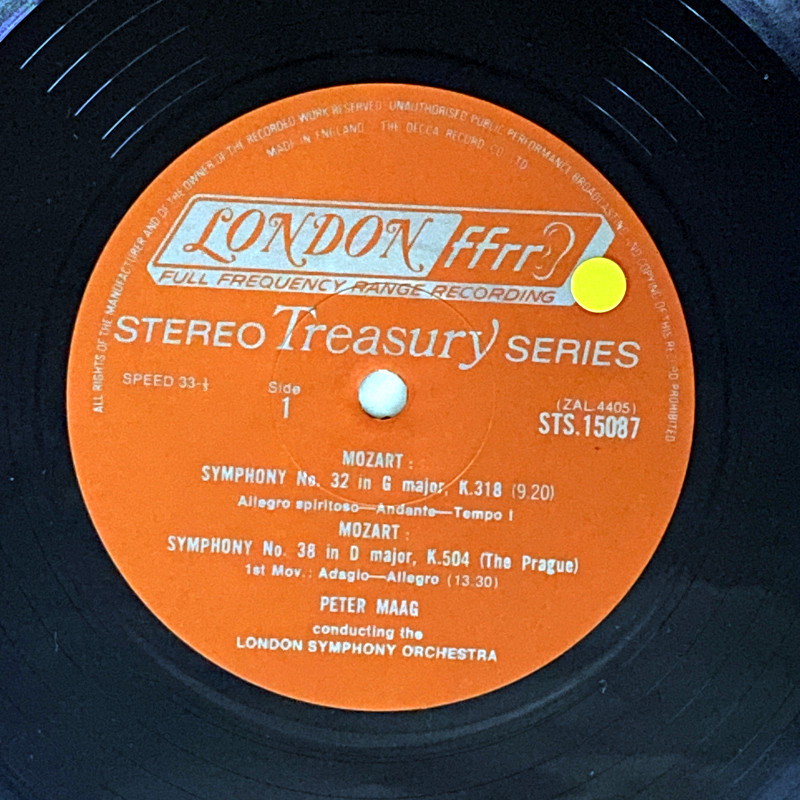 ALL RIGHTS OF THE MANUFACTURER AND OF THE OWNER OF THE RECORDED WORK RESERVED. UNAUTHORISED PUBLIC PERFORMANCE BROADCASTING NO COPYING OF THIS RECORD PROHIBITED
MADE IN ENGLAND THE DECCA RECORD CO LTD
LONDON ffrr
FULL FREQUENCY RANGE RECORDING
STEREO Treasury SERIES
SPEED 33-⅓
Side
1
(ZAL.4405)
STS.15087
MOZART:
SYMPHONY No. 32 in G major, K.318 (9.20)
Allegro spiritoso—Andante—Tempo I
MOZART:
SYMPHONY No. 38 in D major, K.504 (The Prague)
1st Mov.: Adagio—Allegro (13.30)
PETER MAAG
conducting the
LONDON SYMPHONY ORCHESTRA